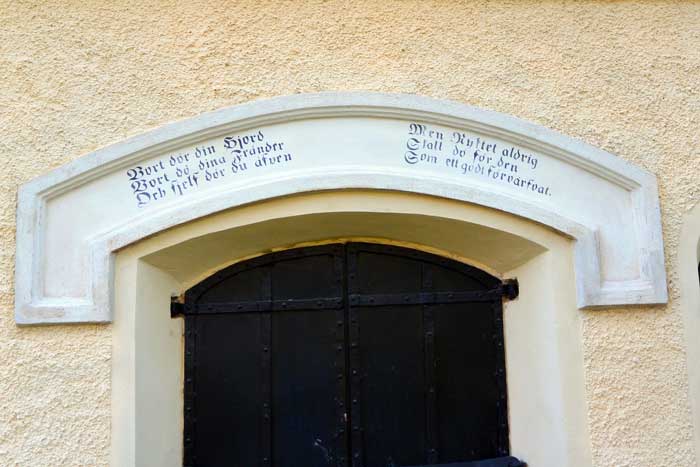 Bort dör din Hjord
Bort dö dina Fränder
Och sjelf dör du äfven
Men Ryktet aldrig
Skall dö för den
Som ett godt förvärfvat.